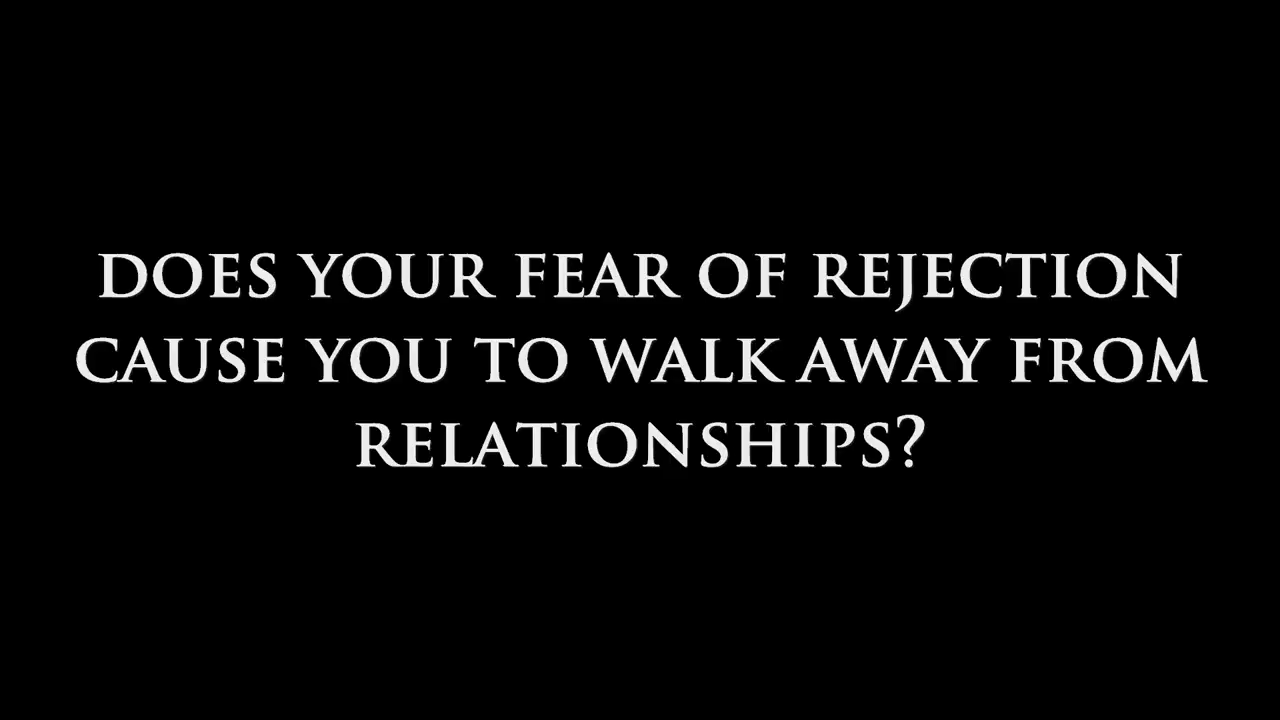 DOES YOUR FEAR OF REJECTION
CAUSE YOU TO WALK AWAY FROM
RELATIONSHIPS?